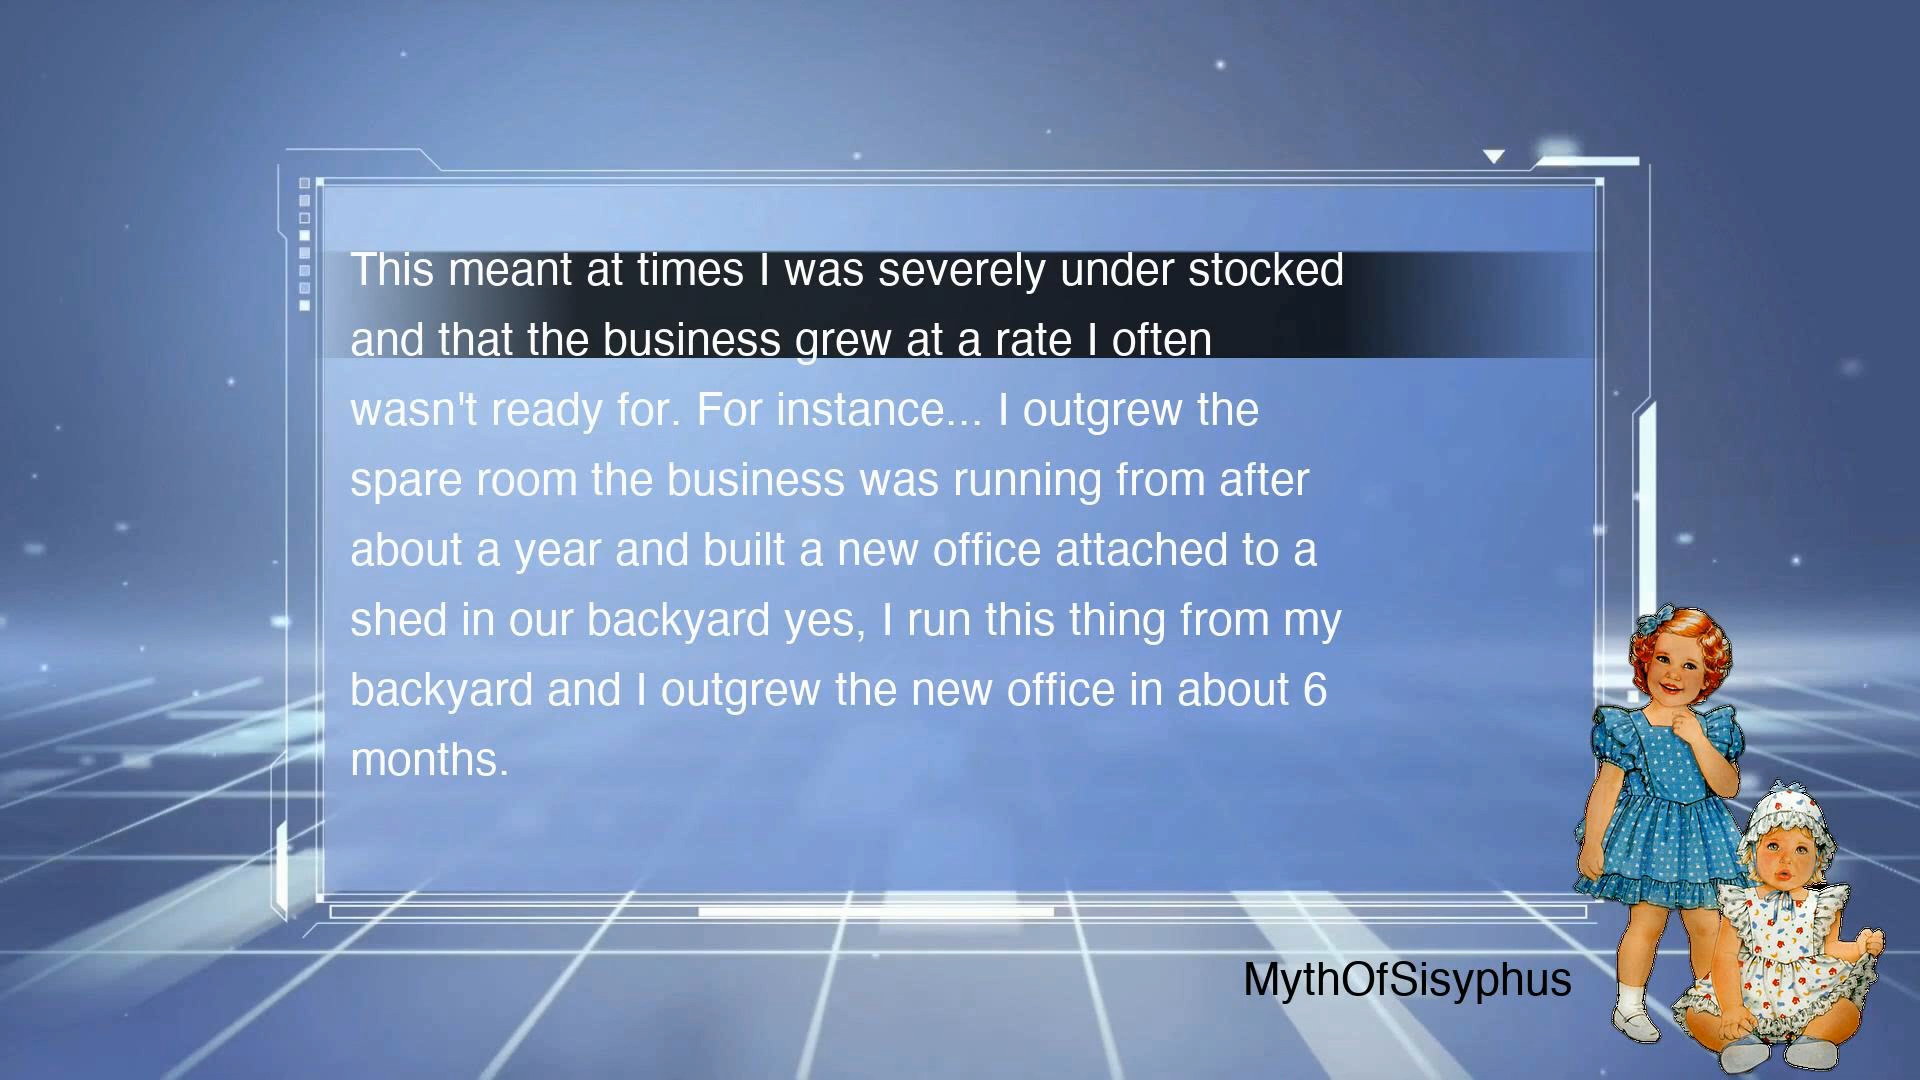 This meant at times I was severely under stocked
and that the business grew at a rate I often
wasn't ready for. For instance... I outgrew the
spare room the business was running from after
about a year and built a new office attached to a
shed in our backyard yes, I run this thing from my
backyard and I outgrew the new office in about 6
months.
MythOfSisyphus